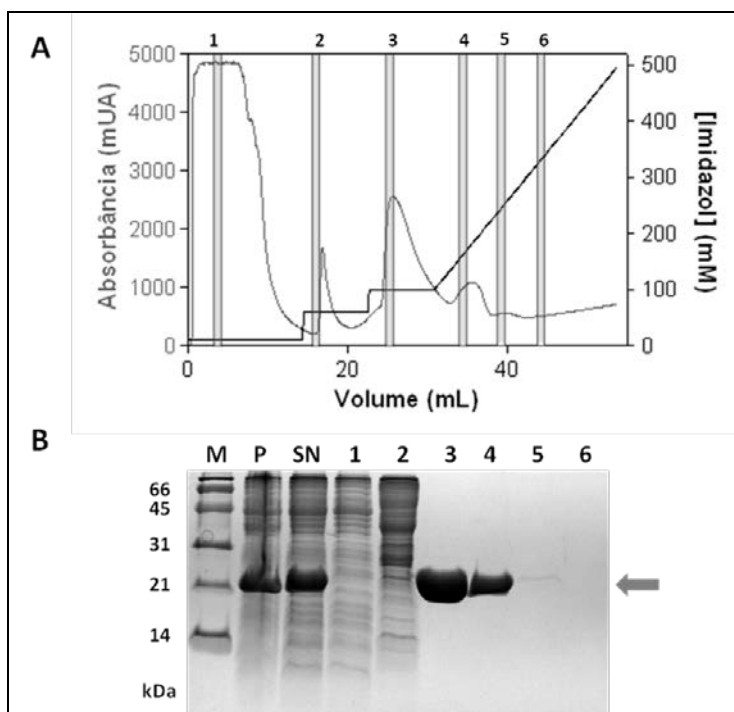 A
1 2 3 4 5 6
5000
4000
3000
2000
1000
0
Absorbância (mUA)
500
400
300
200
100
0
[Imidazol] (mM)
0 20 40
Volume (mL)
B
M P SN 1 2 3 4 5 6
66
45
31
21
14
kDa